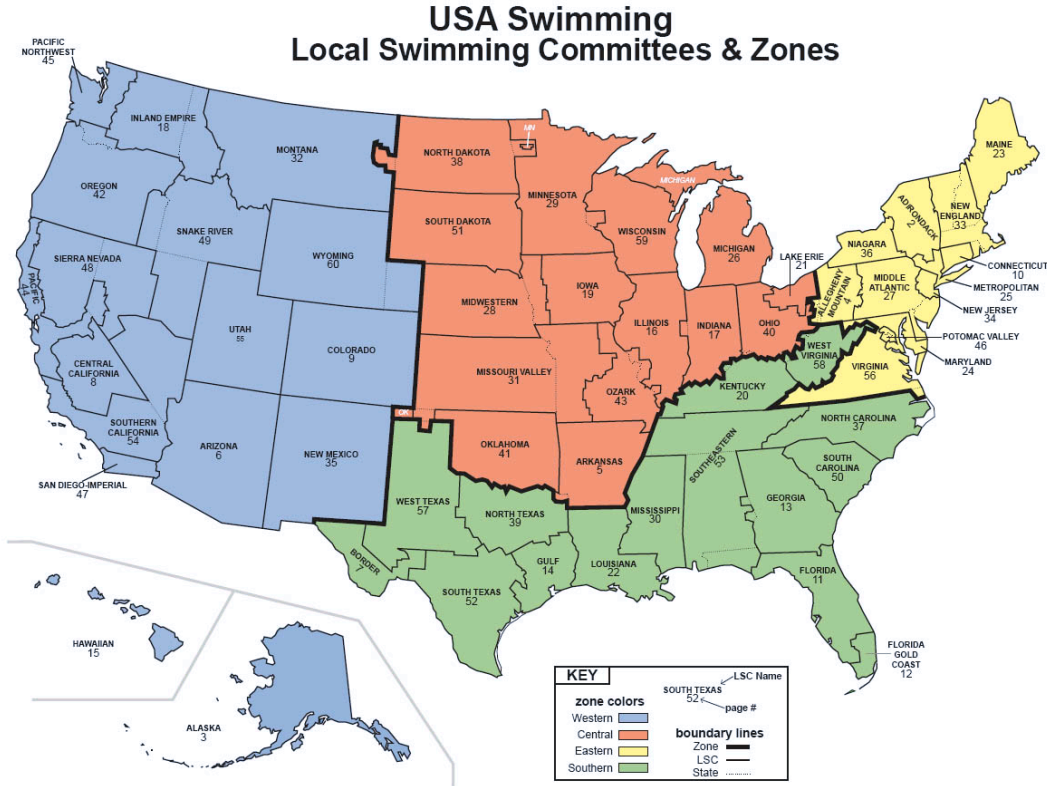 USA Swimming
Local Swimming Committees & Zones
PACIFIC
NORTHWEST
45
INLAND EMPIRE
18
MONTANA
32
OREGON
42
SNAKE RIVER
49
WYOMING
60
SIERRA NEVADA
48
PACIFIC
44
UTAH
55
COLORADO
9
CENTRAL
CALIFORNIA
8
SOUTHERN
CALIFORNIA
54
SAN DIEGO-IMPERIAL
47
ARIZONA
6
NEW MEXICO
35
NORTH DAKOTA
38
MN
MINNESOTA
29
SOUTH DAKOTA
51
MICHIGAN
WISCONSIN
59
MICHIGAN
26
LAKE ERIE
21
MIDWESTERN
28
IOWA
19
ILLINOIS
16
INDIANA
17
OHIO
40
MISSOURI VALLEY
31
OZARK
43
OK
OKLAHOMA
41
ARKANSAS
5
MAINE
23
ADIRONDACK
2
NEW
ENGLAND
33
NIAGARA
36
CONNECTICUT
10
METROPOLITAN
25
ALLEGHENY
MOUNTAIN
4
MIDDLE
ATLANTIC
27
NEW JERSEY
34
POTOMAC VALLEY
46
MARYLAND
24
VIRGINIA
56
WEST
VIRGINIA
58
KENTUCKY
20
NORTH CAROLINA
37
SOUTHEASTERN
53
SOUTH
CAROLINA
50
GEORGIA
13
MISSISSIPPI
30
WEST TEXAS
57
NORTH TEXAS
39
BORDER
7
GULF
14
LOUISIANA
22
SOUTH TEXAS
52
FLORIDA
11
FLORIDA
GOLD
COAST
12
HAWAIIAN
15
ALASKA
3
KEY
LSC Name
SOUTH TEXAS
52
page #
zone colors
Western
Central
Eastern
Southern
boundary lines
Zone
LSC
State